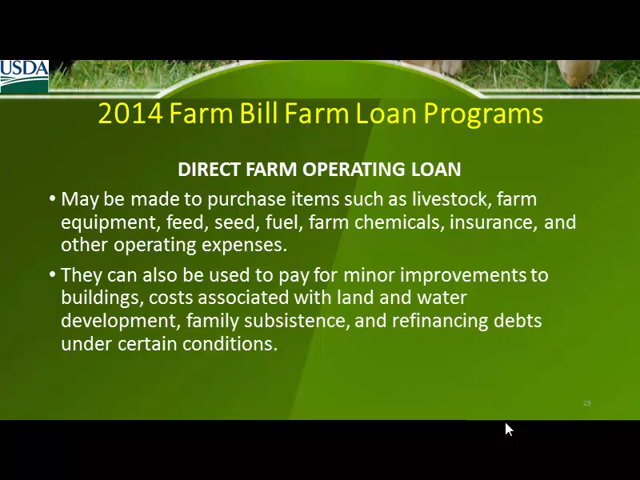 USDA
2014 Farm Bill Farm Loan Programs
DIRECT FARM OPERATING LOAN
• May be made to purchase items such as livestock, farm
equipment, feed, seed, fuel, farm chemicals, insurance, and
other operating expenses.
• They can also be used to pay for minor improvements to
buildings, costs associated with land and water
development, family subsistence, and refinancing debts
under certain conditions.
25